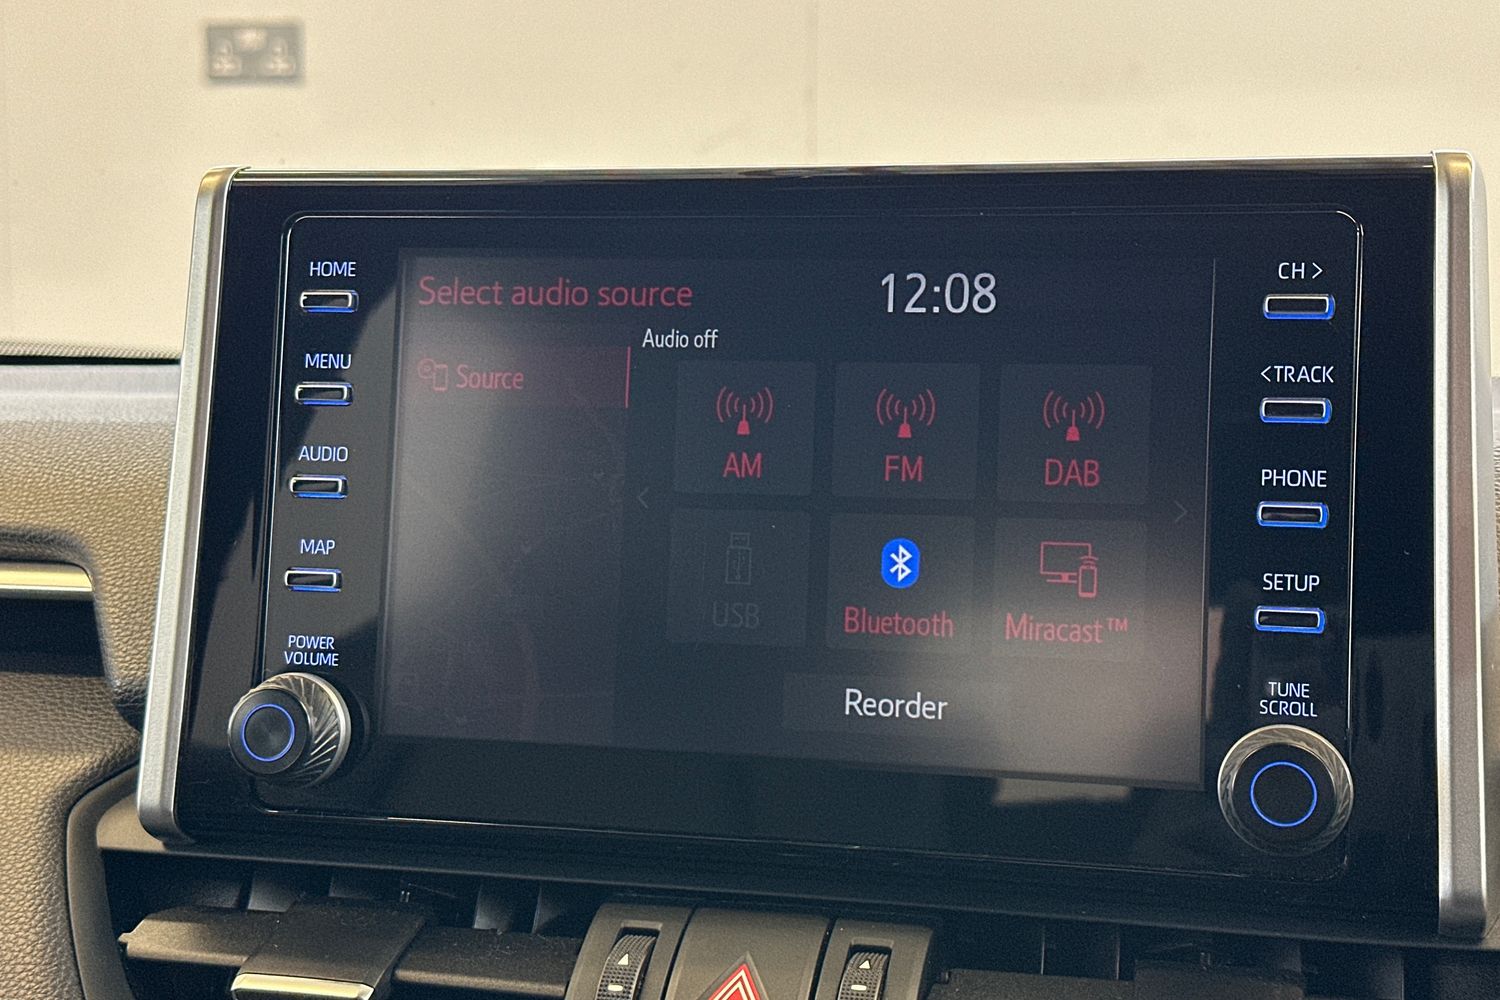 HOME
MENU
AUDIO
MAP
POWER
VOLUME
Select audio source
12:08
Audio off
Source
AM
FM
DAB
USB
Bluetooth
Miracast™
Reorder
CH >
< TRACK
PHONE
SETUP
TUNE
SCROLL